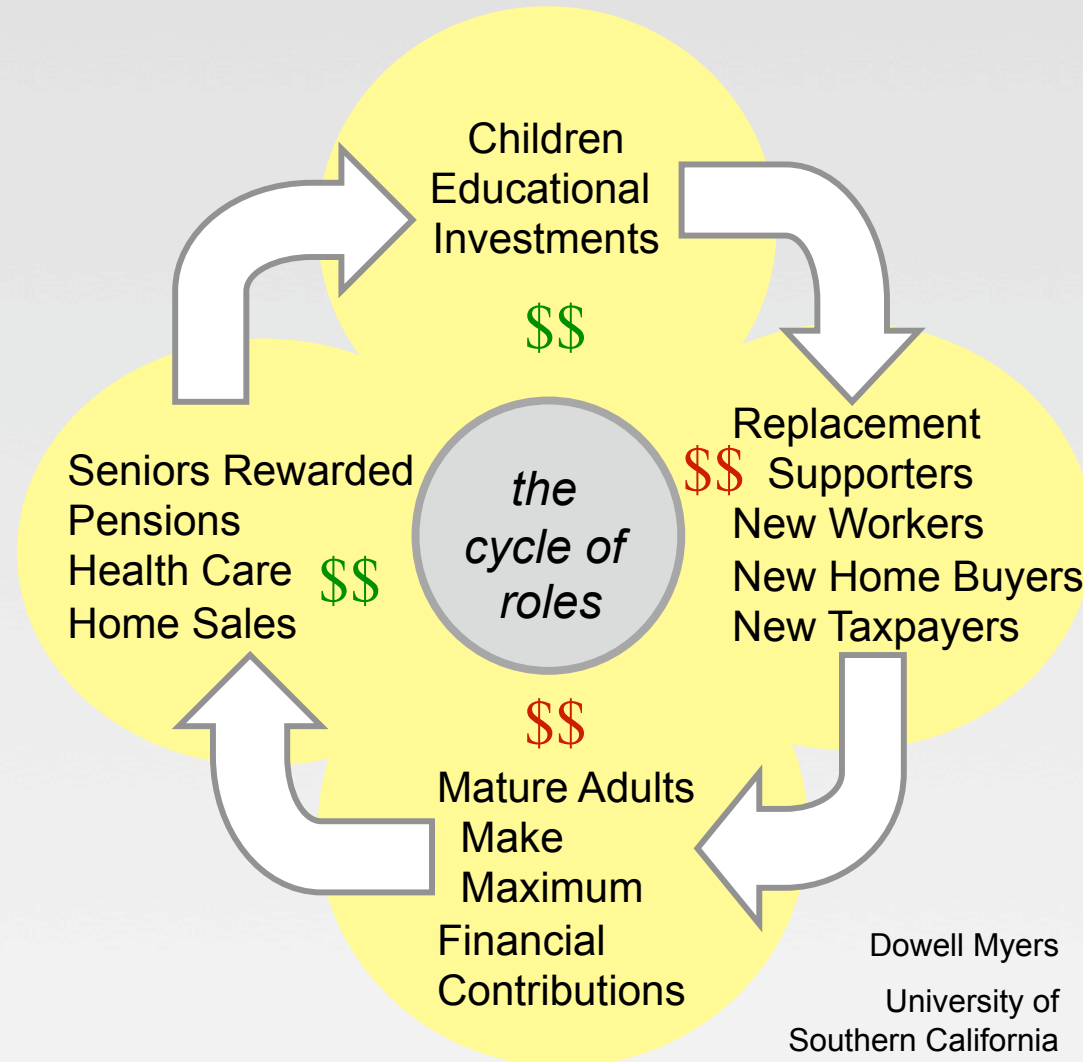 Children
Educational
Investments
$$
Seniors Rewarded
Pensions
Health Care $$
Home Sales
the
cycle of
roles
Replacement
$$ Supporters
New Workers
New Home Buyers
New Taxpayers
$$
Mature Adults
Make
Maximum
Financial
Contributions
Dowell Myers
University of
Southern California